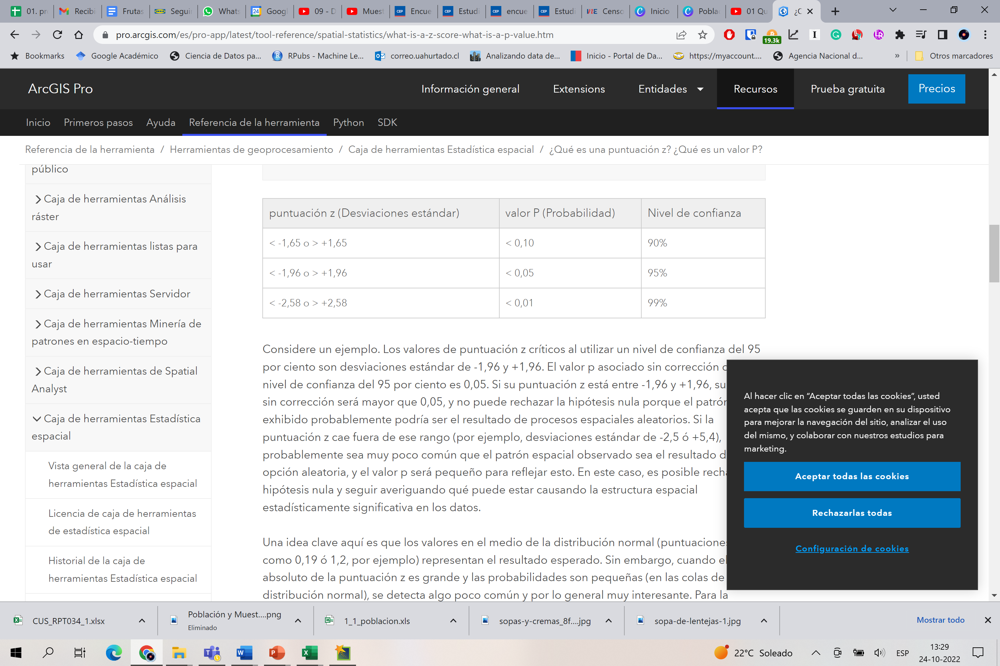 01. pr
Recibi
Frutas
Segui
Whats
24
Goog
09 - D
Muest
CEP
Encue
CEP
Estudi
CEP
encue
CEP
Estudi
INE
Censo
Inicio
Poblac
01 Qu
¿C
pro.arcgis.com/es/pro-app/latest/tool-reference/spatial-statistics/what-is-a-z-score-what-is-a-p-value.htm
19.3k
Bookmarks
Google Académico
Ciencia de Datos pa...
RPubs - Machine Le...
correo.uahurtado.cl
Analizando data de...
Inicio - Portal de Da...
https://myaccount....
Agencia Nacional d...
»
Otros marcadores
ArcGIS Pro
Información general
Extensions
Entidades
Recursos
Prueba gratuita
Precios
Inicio
Primeros pasos
Ayuda
Referencia de la herramienta
Python
SDK
Referencia de la herramienta / Herramientas de geoprocesamiento / Caja de herramientas Estadística espacial / ¿Qué es una puntuación z? ¿Qué es un valor P?
público
Caja de herramientas Análisis
ráster
Caja de herramientas listas para
usar
Caja de herramientas Servidor
Caja de herramientas Minería de
patrones en espacio-tiempo
Caja de herramientas de Spatial
Analyst
Caja de herramientas Estadística
espacial
Vista general de la caja de
herramientas Estadística espacial
Licencia de caja de herramientas
de estadística espacial
Historial de la caja de
herramientas Estadística espacial
puntuación z (Desviaciones estándar)
valor P (Probabilidad)
Nivel de confianza
< -1,65 o > +1,65
< 0,10
90%
< -1,96 o > +1,96
< 0,05
95%
< -2,58 o > +2,58
< 0,01
99%
Considere un ejemplo. Los valores de puntuación z críticos al utilizar un nivel de confianza del 95
por ciento son desviaciones estándar de -1,96 y +1,96. El valor p asociado sin corrección
nivel de confianza del 95 por ciento es 0,05. Si su puntuación z está entre -1,96 y +1,96, su
sin corrección será mayor que 0,05, y no puede rechazar la hipótesis nula porque el patrón
exhibido probablemente podría ser el resultado de procesos espaciales aleatorios. Si la
puntuación z cae fuera de ese rango (por ejemplo, desviaciones estándar de -2,5 ó +5,4),
probablemente sea muy poco común que el patrón espacial observado sea el resultado d
opción aleatoria, y el valor p será pequeño para reflejar esto. En este caso, es posible rech
hipótesis nula y seguir averiguando qué puede estar causando la estructura espacial
estadísticamente significativa en los datos.
Una idea clave aquí es que los valores en el medio de la distribución normal (puntuacione
como 0,19 ó 1,2, por ejemplo) representan el resultado esperado. Sin embargo, cuando el
absoluto de la puntuación z es grande y las probabilidades son pequeñas (en las colas de
distribución normal), se detecta algo poco común y por lo general muy interesante. Para la
Al hacer clic en “Aceptar todas las cookies”, usted
acepta que las cookies se guarden en su dispositivo
para mejorar la navegación del sitio, analizar el uso
del mismo, y colaborar con nuestros estudios para
marketing.
Aceptar todas las cookies
Rechazarlas todas
Configuración de cookies
CUS_RPT034_1.xlsx
Población y Muest....png
Eliminado
1_1_poblacion.xls
sopas-y-cremas_8f....jpg
sopa-de-lentejas-1.jpg
Mostrar todo
22°C Soleado
ESP
13:29
24-10-2022